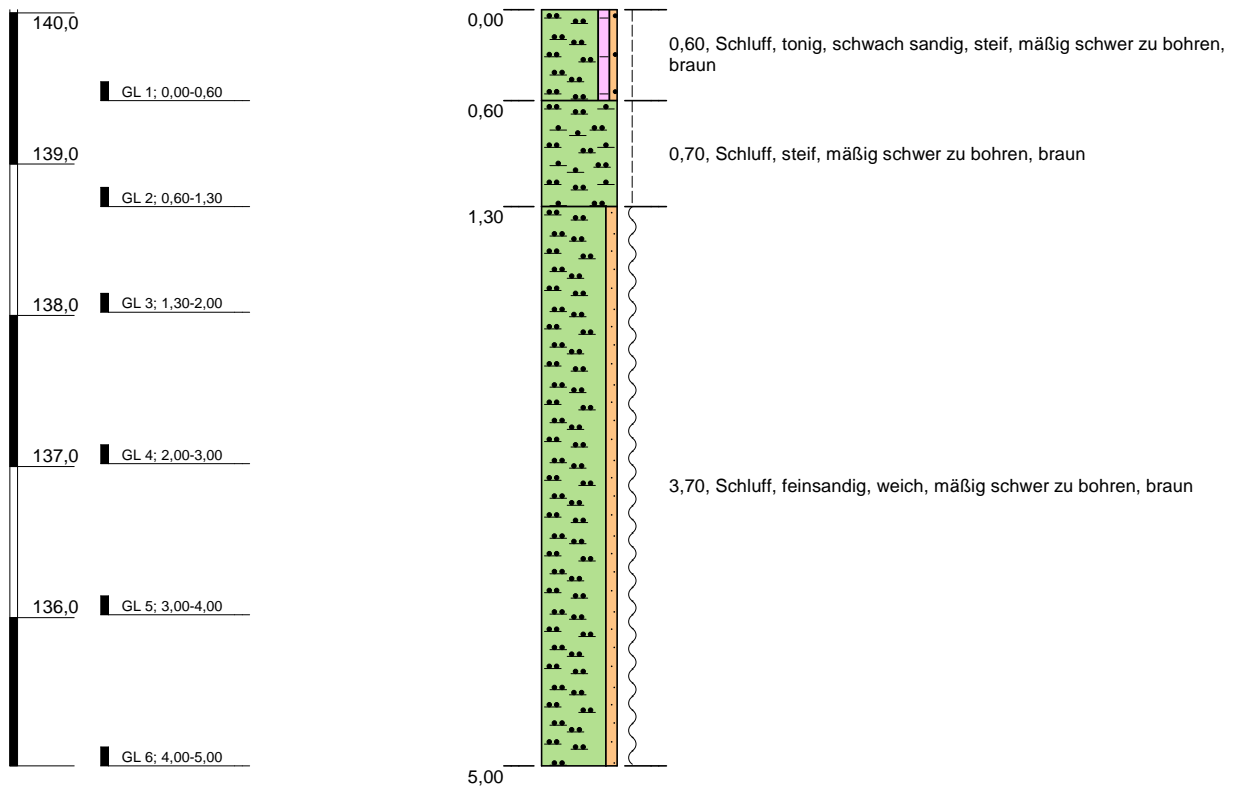 140,0
0,00
0,60, Schluff, tonig, schwach sandig, steif, mäßig schwer zu bohren,
braun
GL 1; 0,00-0,60
0,60
139,0
0,70, Schluff, steif, mäßig schwer zu bohren, braun
GL 2; 0,60-1,30
1,30
138,0
GL 3; 1,30-2,00
137,0
GL 4; 2,00-3,00
3,70, Schluff, feinsandig, weich, mäßig schwer zu bohren, braun
136,0
GL 5; 3,00-4,00
GL 6; 4,00-5,00
5,00